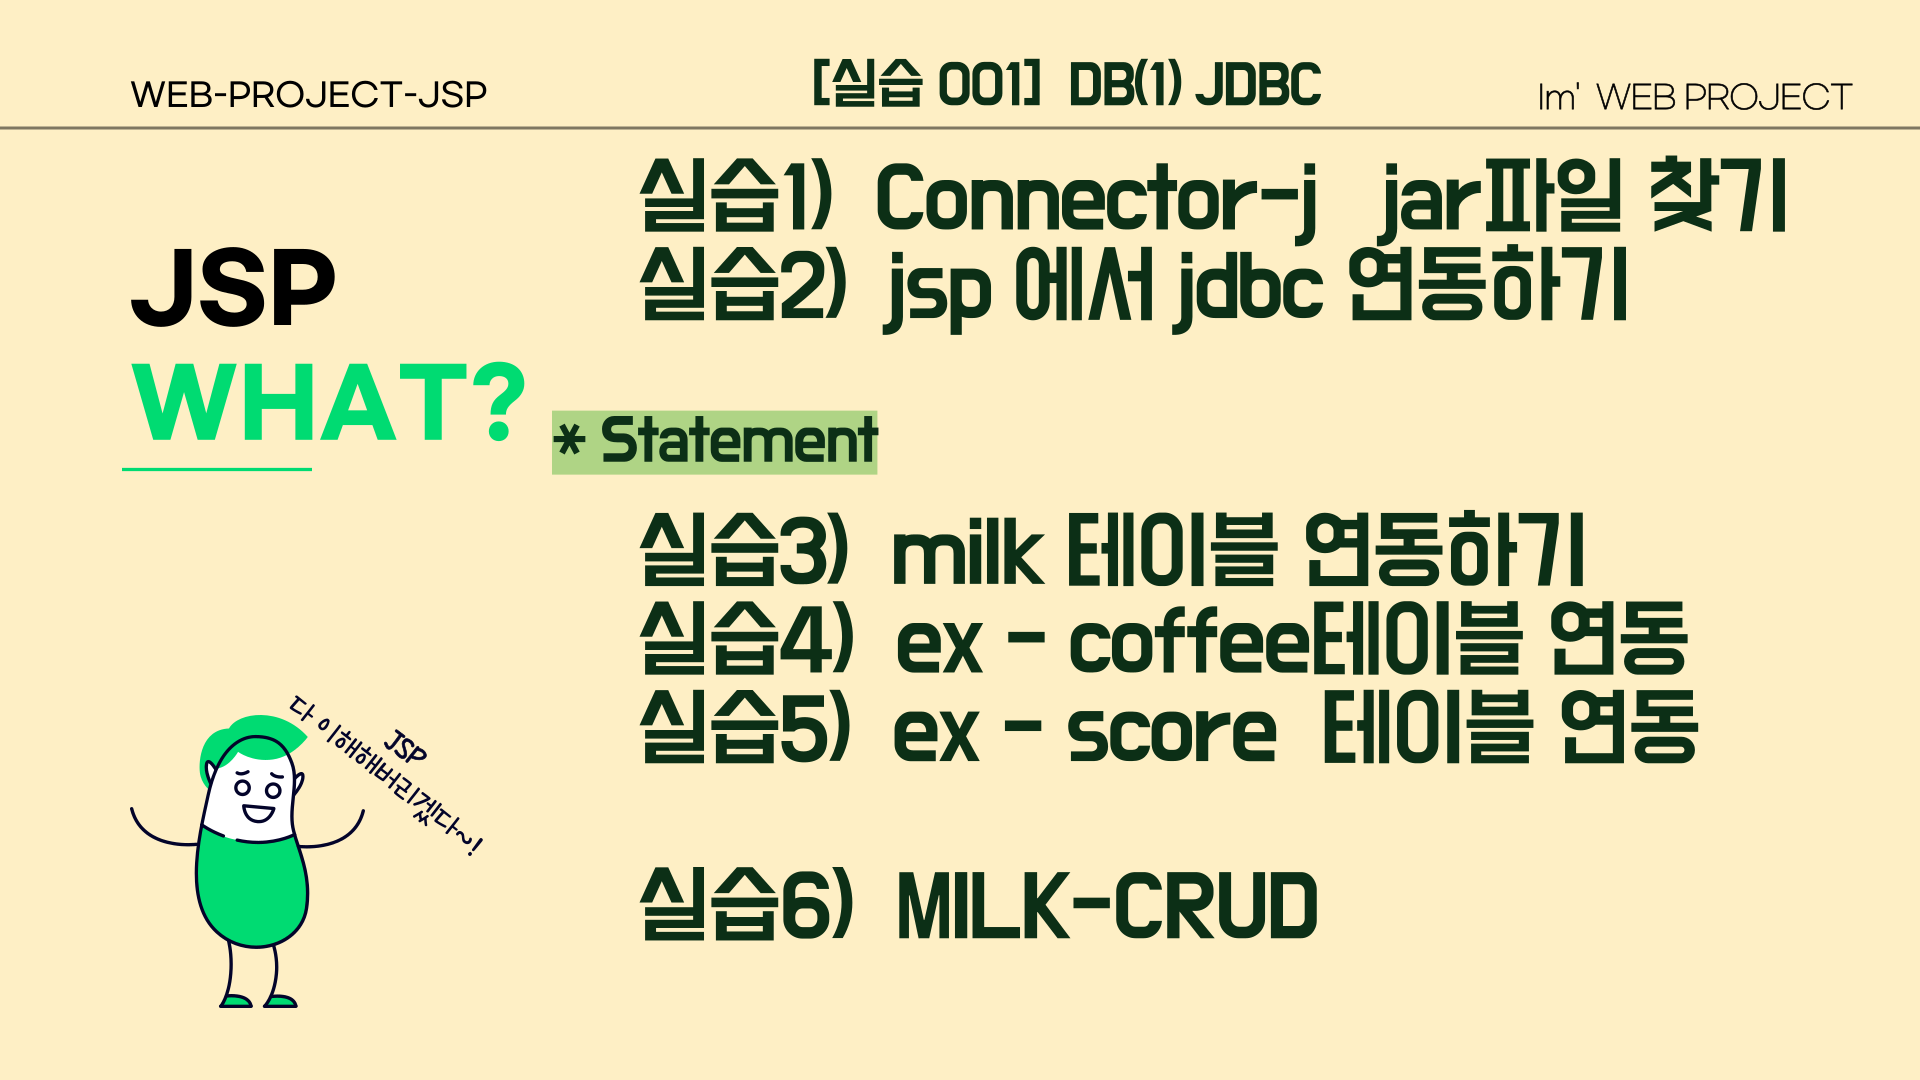 WEB-PROJECT-JSP
[실습 001] DB(1) JDBC
Im' WEB PROJECT
JSP
WHAT?
실습1) Connector-j jar파일 찾기
실습2) jsp 에서 jdbc 연동하기
* Statement
실습3) milk 테이블 연동하기
실습4) ex - coffee테이블 연동
실습5) ex - score 테이블 연동
실습6) MILK-CRUD
JSP
다 이해해버리겠다~!